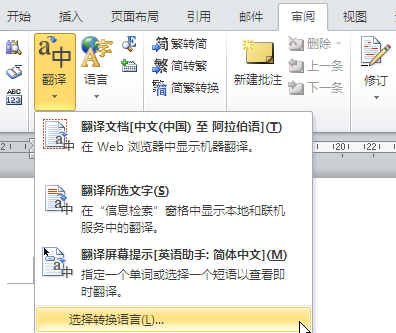 开始 插入 页面布局 引用 邮件 审阅 视图
ABC
123
翻译 语言
简繁转简
简转繁
简繁转换
新建批注
删除
上一条
下一条
修订
翻译文档[中文(中国) 至 阿拉伯语](T)
在 Web 浏览器中显示机器翻译。
翻译所选文字(S)
在“信息检索”窗格中显示本地和联机
服务中的翻译。
翻译屏幕提示[英语助手: 简体中文](M)
指定一个单词或选择一个短语以查看即
时翻译。
选择转换语言(L)...